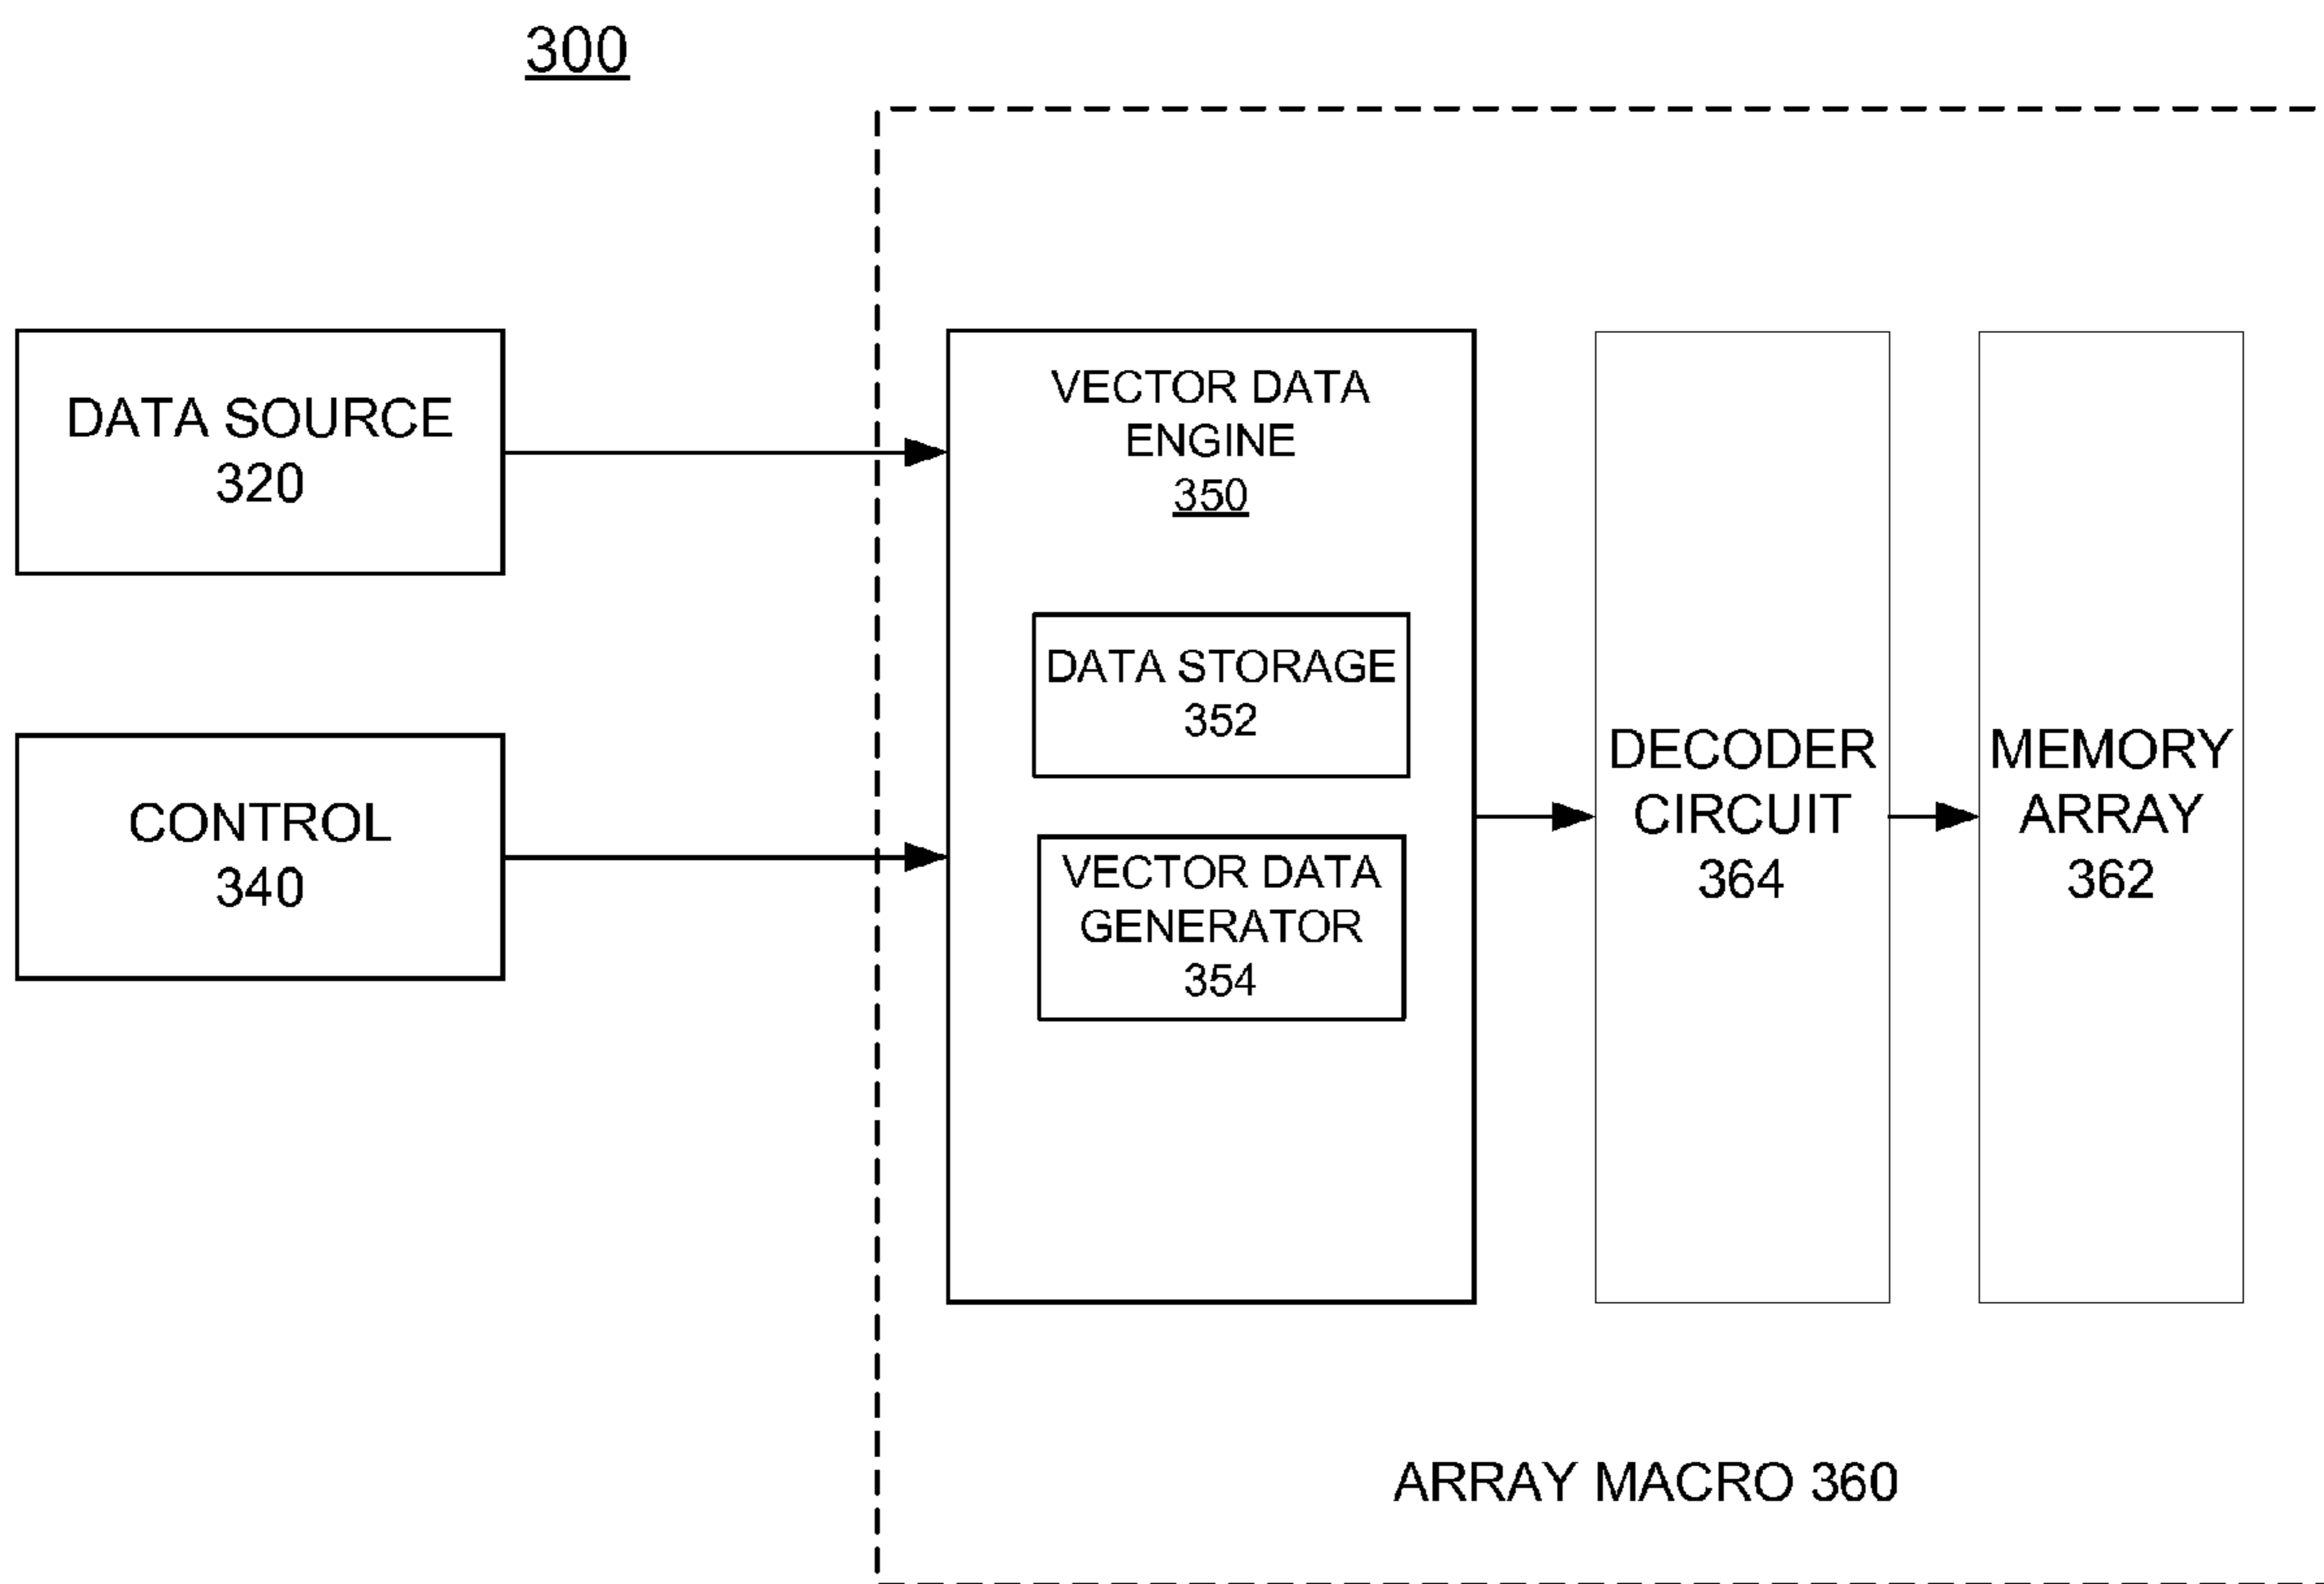 300
DATA SOURCE
320
CONTROL
340
VECTOR DATA
ENGINE
350
DATA STORAGE
352
VECTOR DATA
GENERATOR
354
DECODER
CIRCUIT
364
MEMORY
ARRAY
362
ARRAY MACRO 360